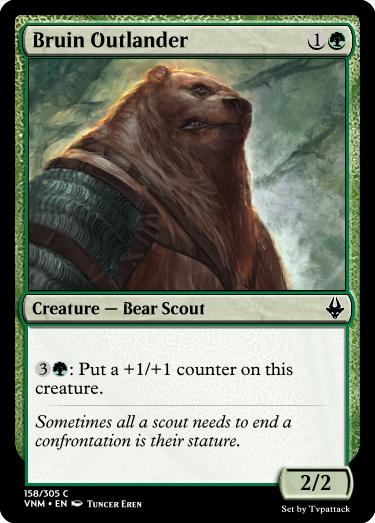 Bruin Outlander 1
Creature — Bear Scout
3: Put a +1/+1 counter on this
creature.
Sometimes all a scout needs to end a
confrontation is their stature.
2/2
158/305 C
VNM • EN Tuncer Eren
Set by Tvpattack